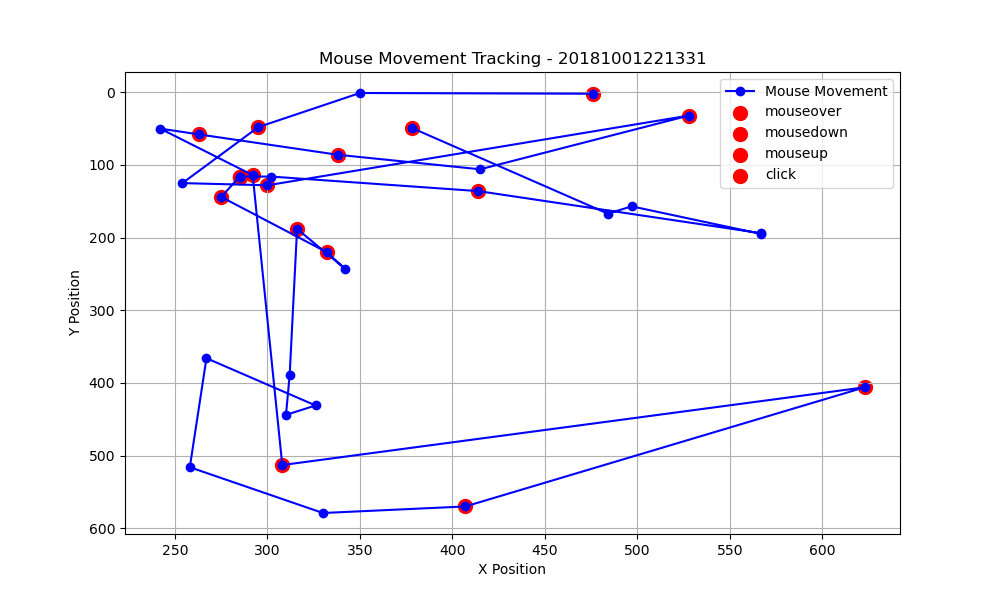 Mouse Movement Tracking - 20181001221331
Mouse Movement
mouseover
mousedown
mouseup
click
Y Position
0
100
200
300
400
500
600
250
300
350
400
450
500
550
600
X Position